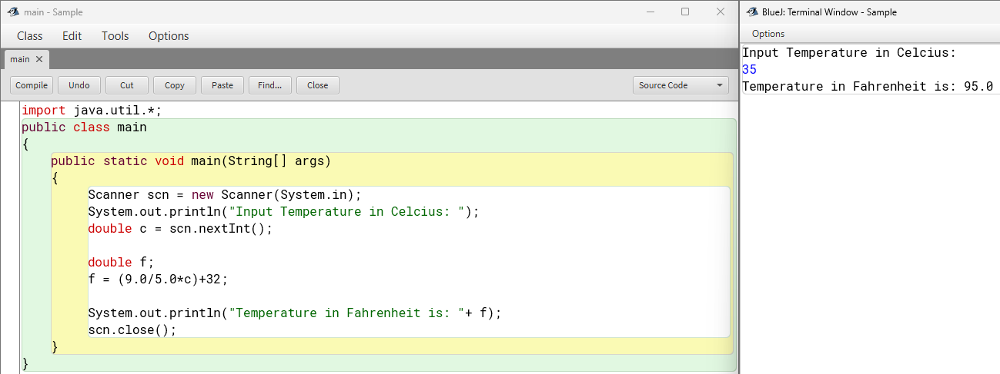 main - Sample
Class Edit Tools Options
main
Compile Undo Cut Copy Paste Find... Close Source Code
import java.util.*;
public class main
{
public static void main(String[] args)
{
Scanner scn = new Scanner(System.in);
System.out.println("Input Temperature in Celcius: ");
double c = scn.nextInt();
double f;
f = (9.0/5.0*c)+32;
System.out.println("Temperature in Fahrenheit is: "+ f);
scn.close();
}
}
BlueJ: Terminal Window - Sample
Options
Input Temperature in Celcius:
35
Temperature in Fahrenheit is: 95.0